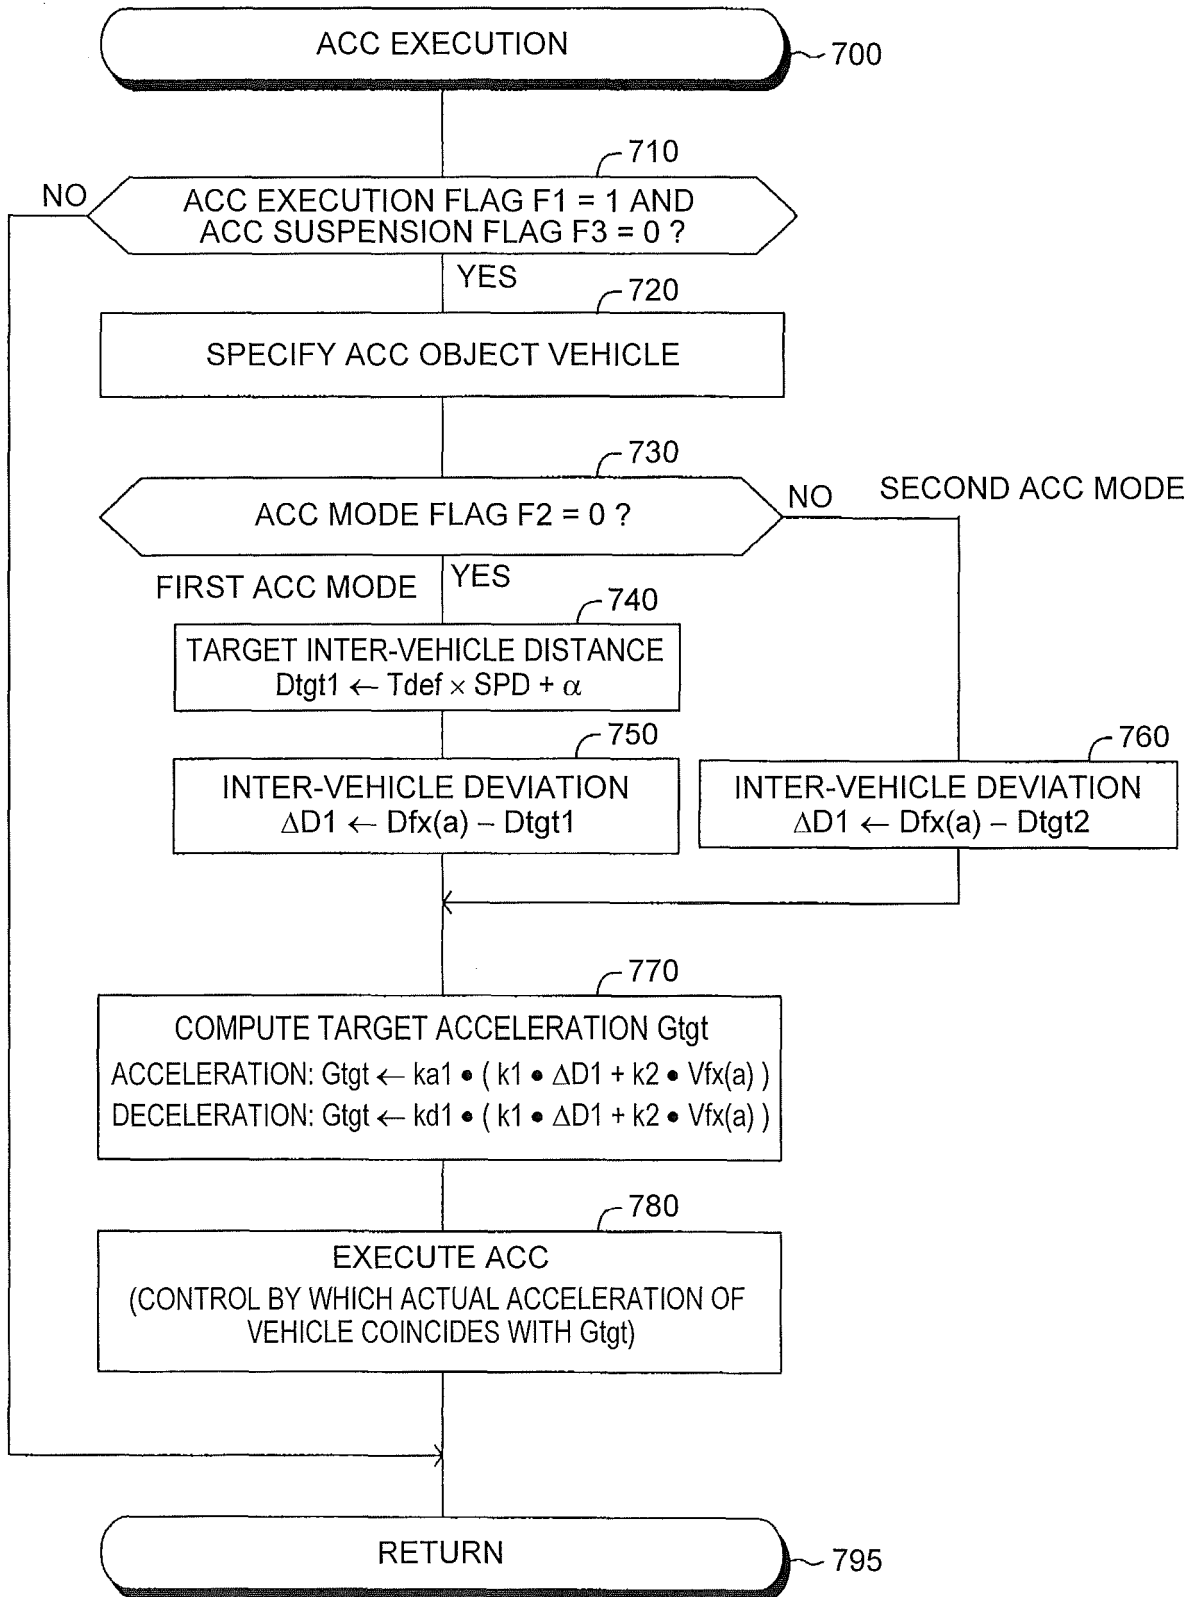 ACC EXECUTION
700
710
NO
ACC EXECUTION FLAG F1 = 1 AND
ACC SUSPENSION FLAG F3 = 0 ?
YES
720
SPECIFY ACC OBJECT VEHICLE
730
ACC MODE FLAG F2 = 0 ?
NO
SECOND ACC MODE
FIRST ACC MODE
YES
740
TARGET INTER-VEHICLE DISTANCE
Dtgt1 ← Tdef × SPD + α
750
INTER-VEHICLE DEVIATION
ΔD1 ← Dfx(a) – Dtgt1
760
INTER-VEHICLE DEVIATION
ΔD1 ← Dfx(a) – Dtgt2
770
COMPUTE TARGET ACCELERATION Gtgt
ACCELERATION: Gtgt ← ka1 • ( k1 • ΔD1 + k2 • Vfx(a) )
DECELERATION: Gtgt ← kd1 • ( k1 • ΔD1 + k2 • Vfx(a) )
780
EXECUTE ACC
(CONTROL BY WHICH ACTUAL ACCELERATION OF
VEHICLE COINCIDES WITH Gtgt)
RETURN
795